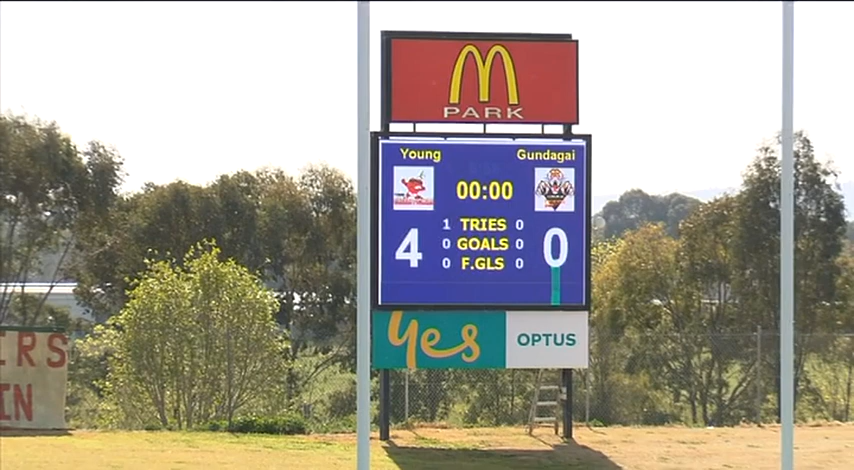 PARK
Young Gundagai
00:00
1 TRIES 0
4 0 GOALS 0 0
0 F.GLS 0
yes OPTUS
ERS
IN